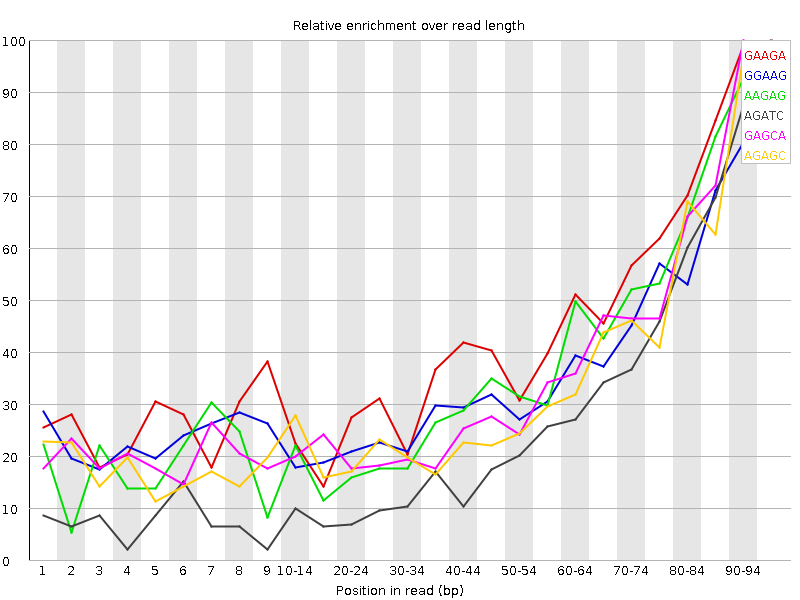 Relative enrichment over read length
100
90
80
70
60
50
40
30
20
10
0
GAAGA
GGAAG
AAGAG
AGATC
GAGCA
AGAGC
1 2 3 4 5 6 7 8 9 10-14 20-24 30-34 40-44 50-54 60-64 70-74 80-84 90-94
Position in read (bp)